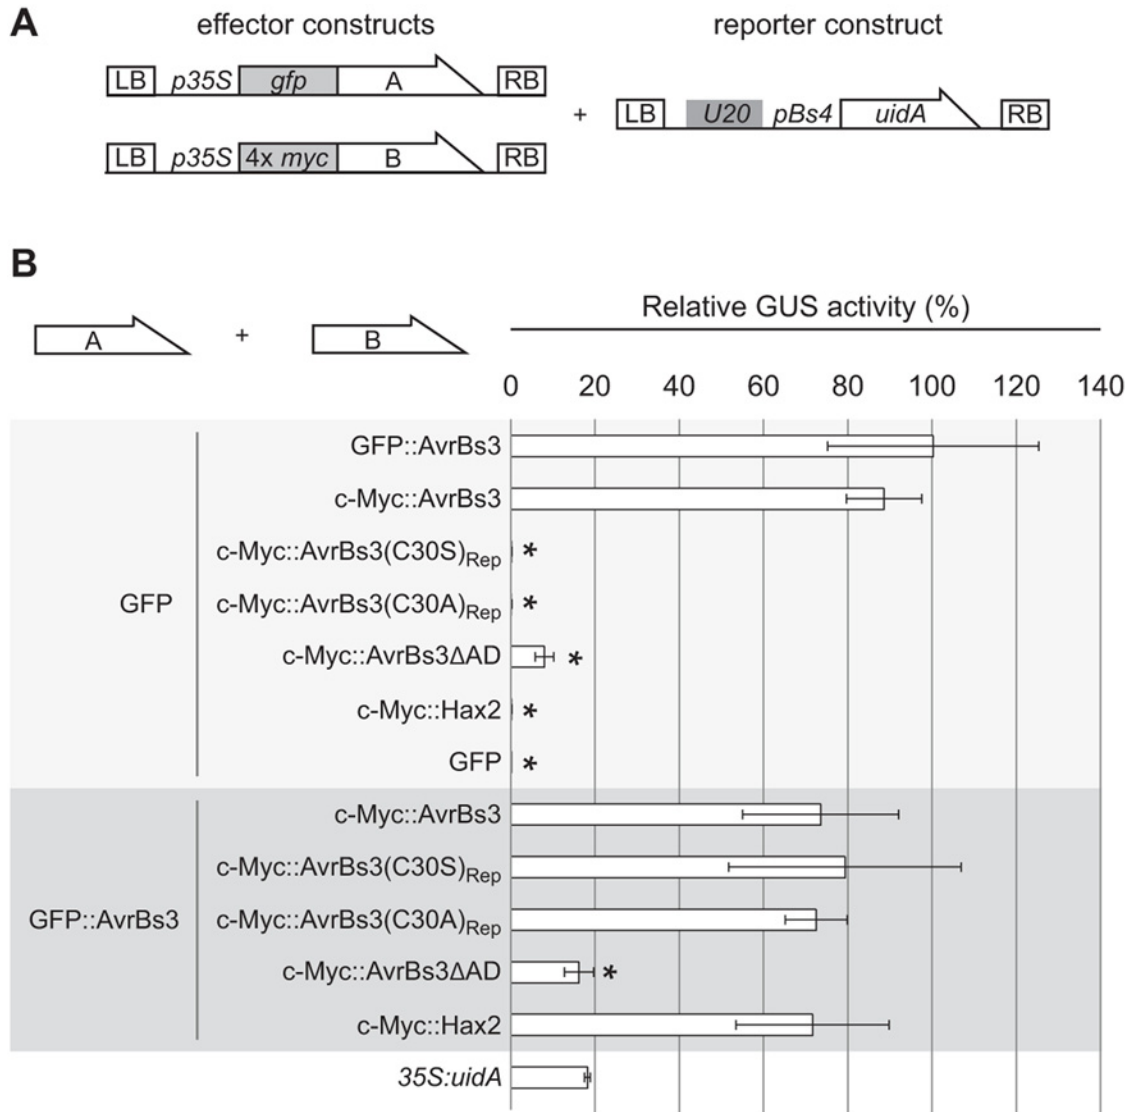 A
effector constructs reporter construct
LB p35S gfp A RB
+ LB U20 pBs4 uidA RB
LB p35S 4x myc B RB
B
Relative GUS activity (%)
A + B
0 20 40 60 80 100 120 140
GFP::AvrBs3
c-Myc::AvrBs3
c-Myc::AvrBs3(C30S)Rep *
GFP c-Myc::AvrBs3(C30A)Rep *
c-Myc::AvrBs3ΔAD *
c-Myc::Hax2 *
GFP *
c-Myc::AvrBs3
c-Myc::AvrBs3(C30S)Rep
GFP::AvrBs3 c-Myc::AvrBs3(C30A)Rep
c-Myc::AvrBs3ΔAD *
c-Myc::Hax2
35S:uidA